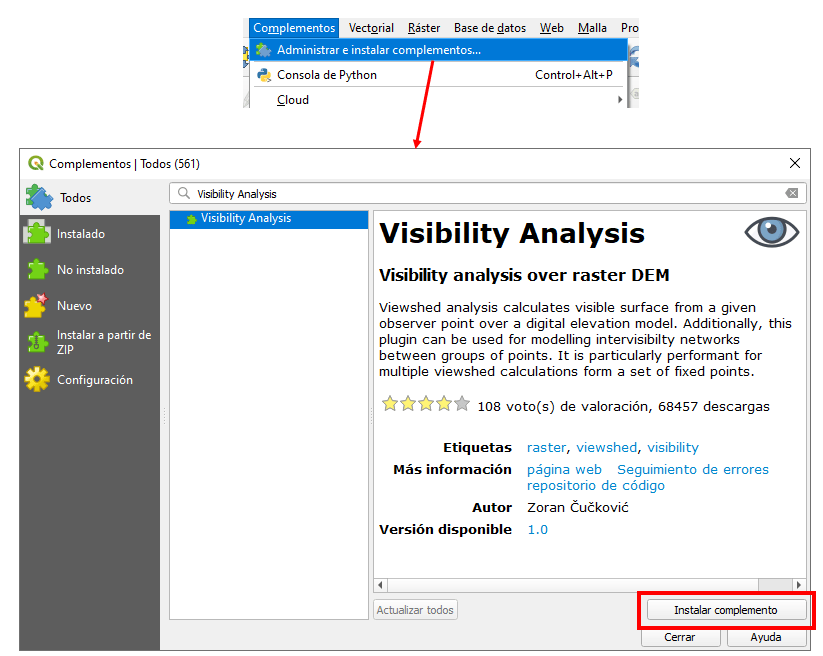 Complementos Vectorial Ráster Base de datos Web Malla Pro
Administrar e instalar complementos...
Consola de Python Control+Alt+P
Cloud
Complementos | Todos (561)
Todos
Instalado
No instalado
Nuevo
Instalar a partir de
ZIP
Configuración
Visibility Analysis
Visibility Analysis
Visibility Analysis
Visibility analysis over raster DEM
Viewshed analysis calculates visible surface from a given
observer point over a digital elevation model. Additionally, this
plugin can be used for modelling intervisibilty networks
between groups of points. It is particularly performant for
multiple viewshed calculations form a set of fixed points.
108 voto(s) de valoración, 68457 descargas
Etiquetas raster, viewshed, visibility
Más información página web Seguimiento de errores
repositorio de código
Autor Zoran Čučković
Versión disponible 1.0
Actualizar todos
Instalar complemento
Cerrar
Ayuda